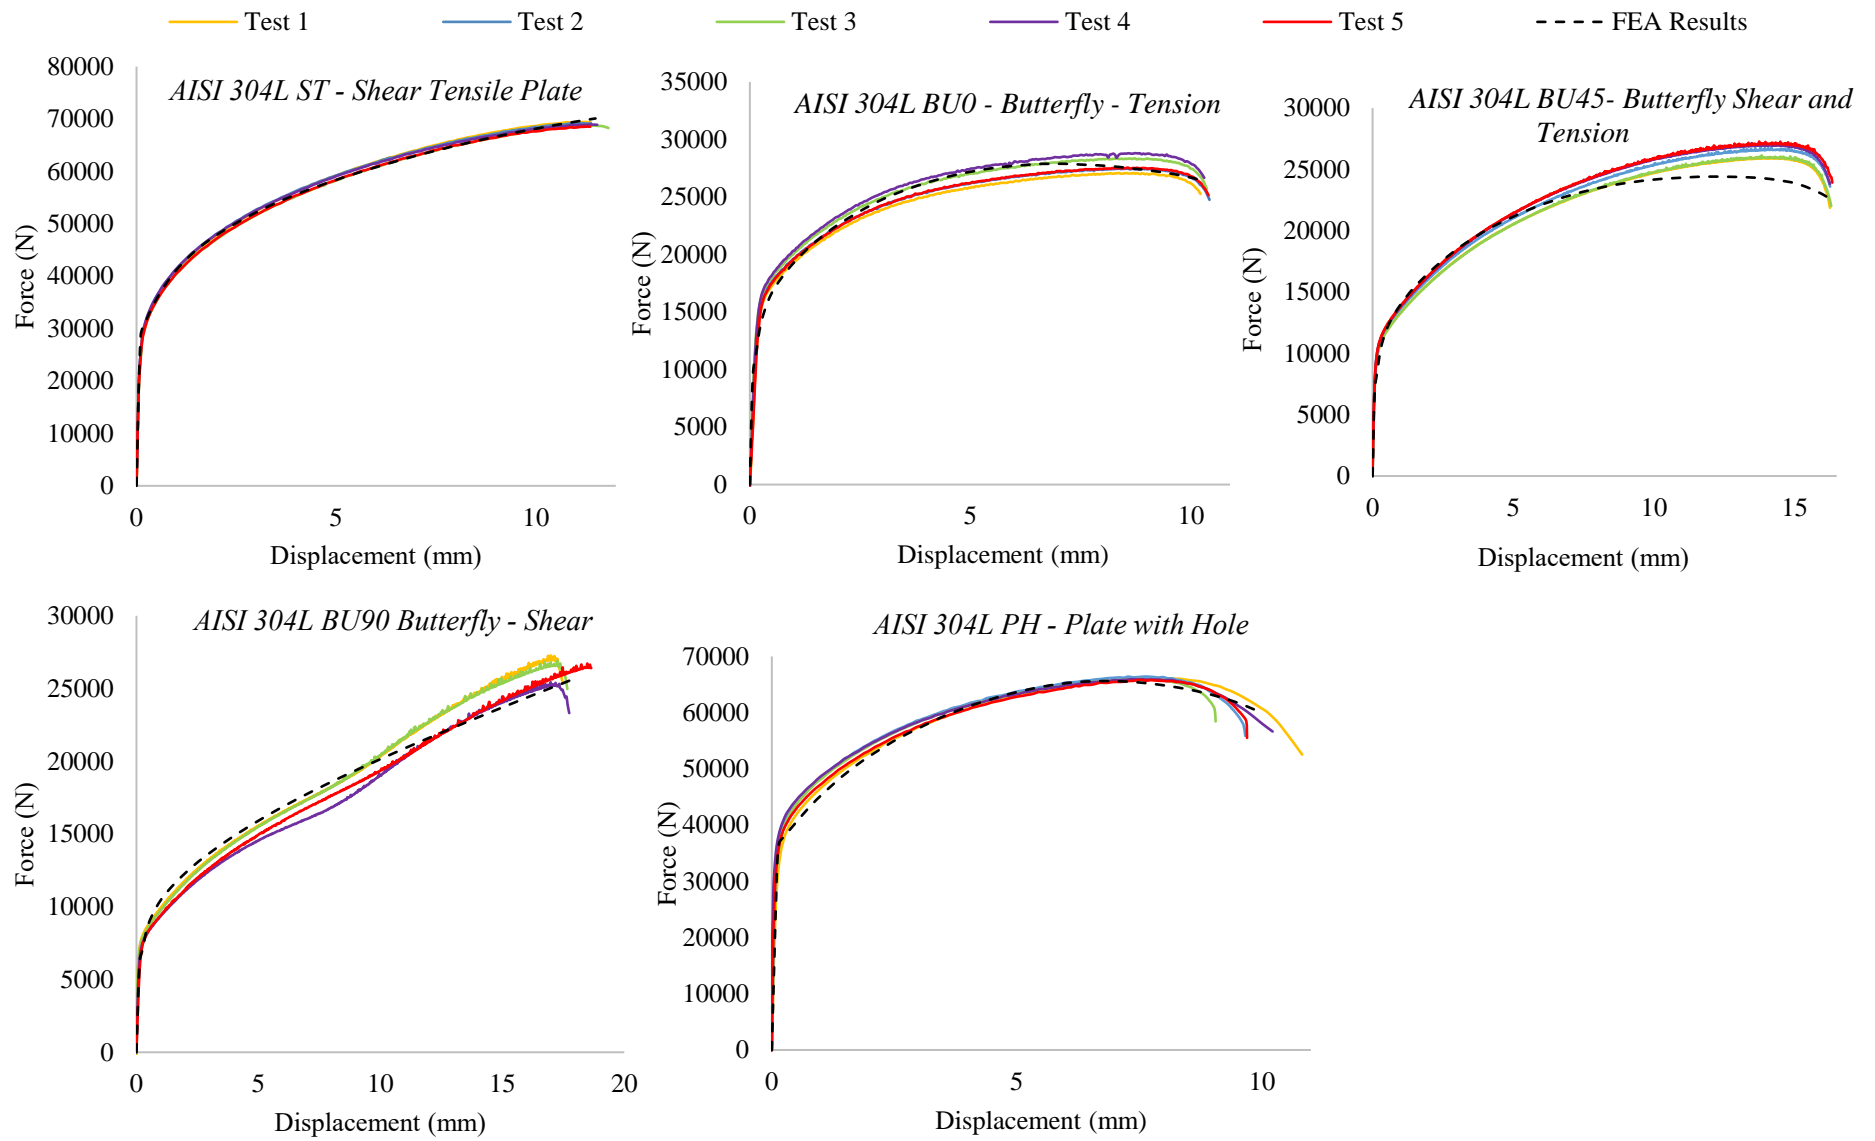 Test 1 Test 2 Test 3 Test 4 Test 5 FEA Results
AISI 304L ST - Shear Tensile Plate
Force (N)
80000
70000
60000
50000
40000
30000
20000
10000
0
0 5 10
Displacement (mm)
AISI 304L BU0 - Butterfly - Tension
Force (N)
35000
30000
25000
20000
15000
10000
5000
0
0 5 10
Displacement (mm)
AISI 304L BU45- Butterfly Shear and
Tension
Force (N)
30000
25000
20000
15000
10000
5000
0
0 5 10 15
Displacement (mm)
AISI 304L BU90 Butterfly - Shear
Force (N)
30000
25000
20000
15000
10000
5000
0
0 5 10 15 20
Displacement (mm)
AISI 304L PH - Plate with Hole
Force (N)
70000
60000
50000
40000
30000
20000
10000
0
0 5 10
Displacement (mm)